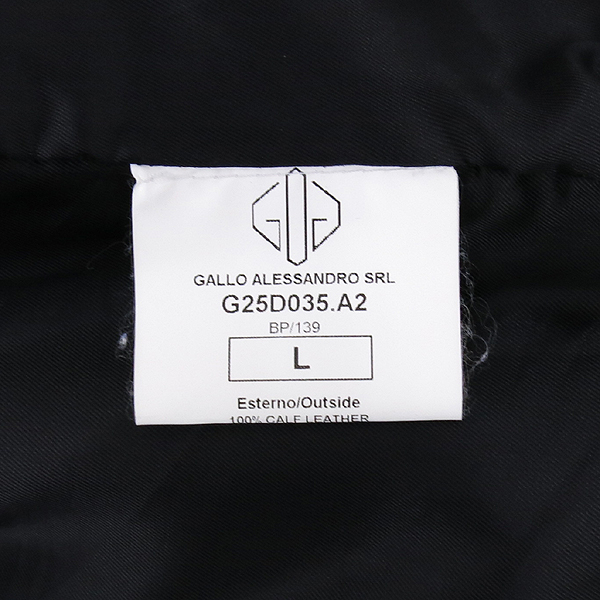 GALLO ALESSANDRO SRL
G25D035.A2
BP/139
L
Esterno/Outside
100% CALF LEATHER